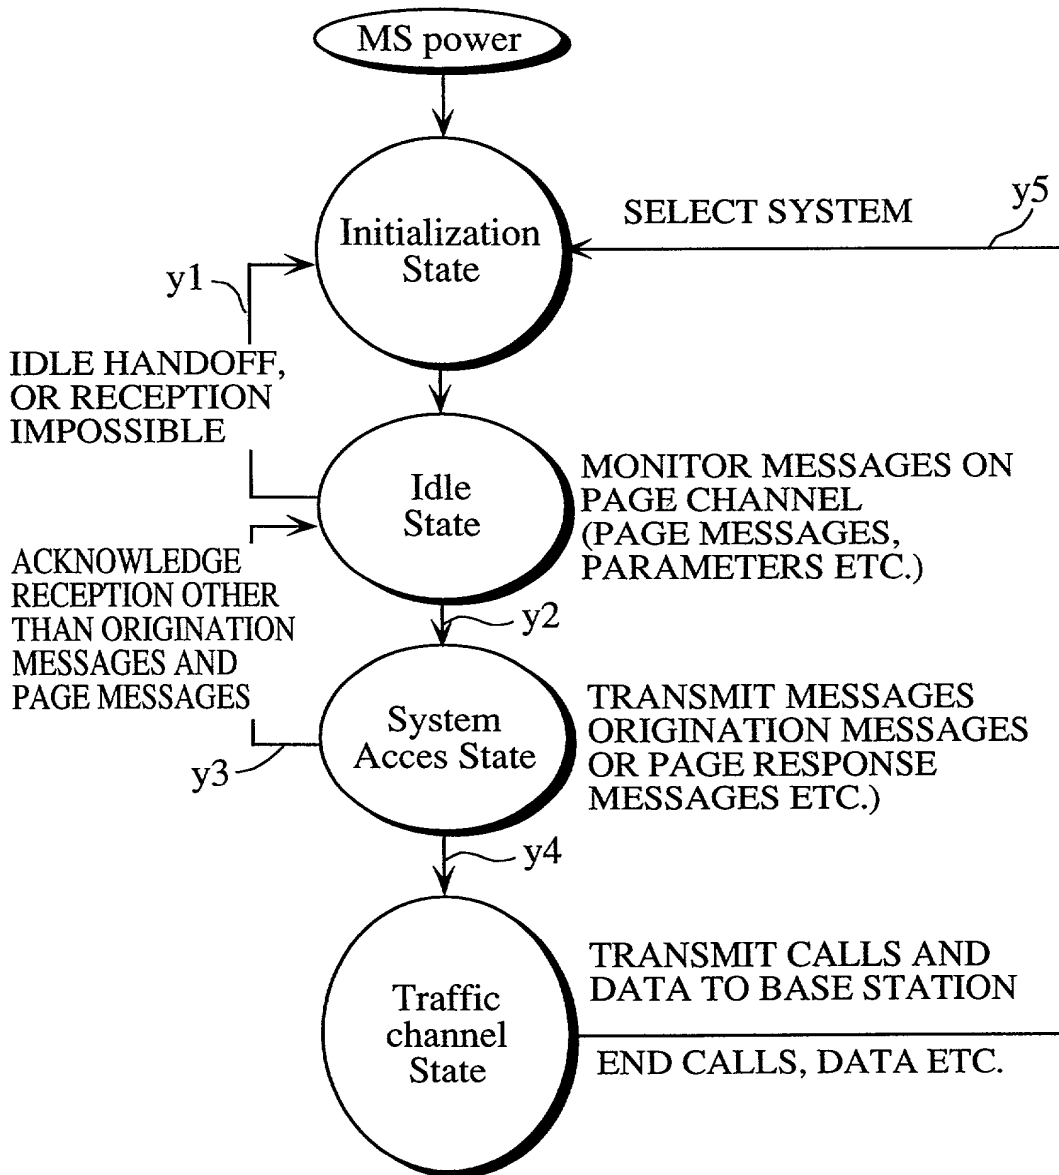 MS power
Initialization
State
SELECT SYSTEM
y5
y1
IDLE HANDOFF,
OR RECEPTION
IMPOSSIBLE
Idle
State
MONITOR MESSAGES ON
PAGE CHANNEL
(PAGE MESSAGES,
PARAMETERS ETC.)
ACKNOWLEDGE
RECEPTION OTHER
THAN ORIGINATION
MESSAGES AND
PAGE MESSAGES
y2
System
Acces State
TRANSMIT MESSAGES
ORIGINATION MESSAGES
OR PAGE RESPONSE
MESSAGES ETC.)
y3
y4
Traffic
channel
State
TRANSMIT CALLS AND
DATA TO BASE STATION
END CALLS, DATA ETC.